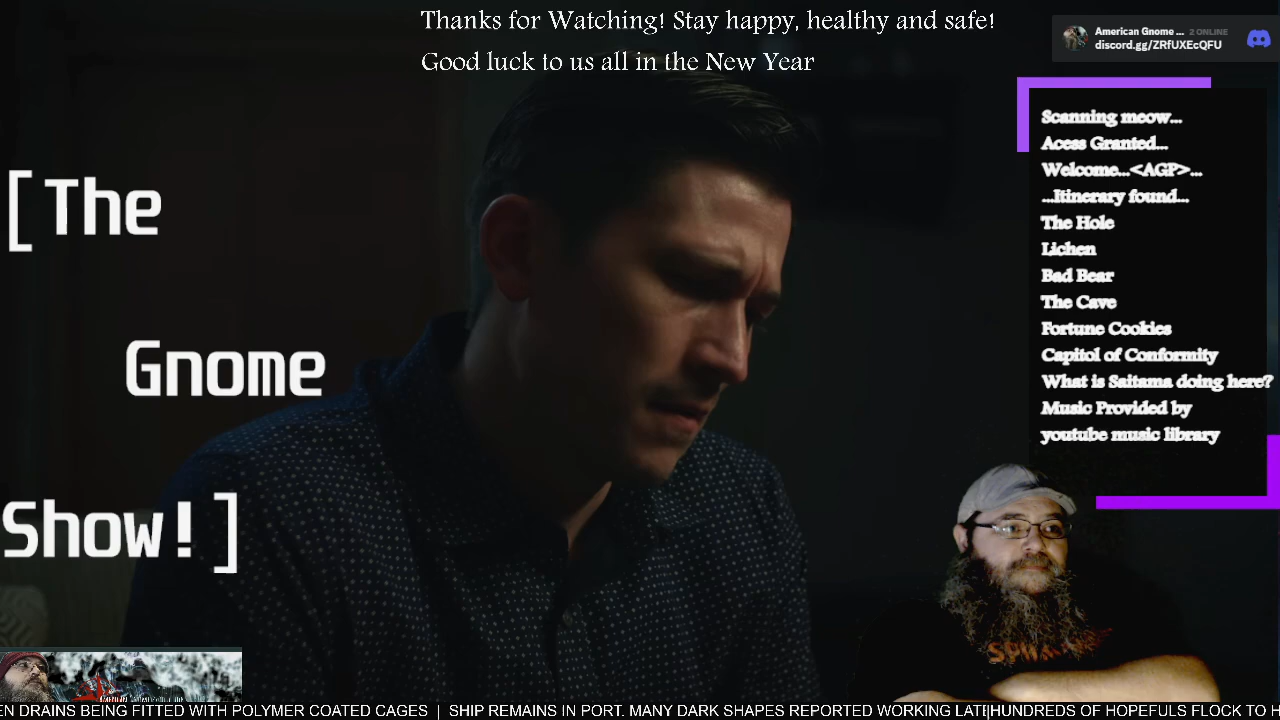 Thanks for Watching! Stay happy, healthy and safe!
Good luck to us all in the New Year
American Gnome ... 2 ONLINE
discord.gg/ZRfUXEcQFU
[The
Gnome
Show!]
Scanning meow...
Acess Granted...
Welcome...<AGP>...
...Itinerary found...
The Hole
Lichen
Bad Bear
The Cave
Fortune Cookies
Capitol of Conformity
What is Saitama doing here?
Music Provided by
youtube music library
EN DRAINS BEING FITTED WITH POLYMER COATED CAGES | SHIP REMAINS IN PORT. MANY DARK SHAPES REPORTED WORKING LATI|HUNDREDS OF HOPEFULS FLOCK TO H